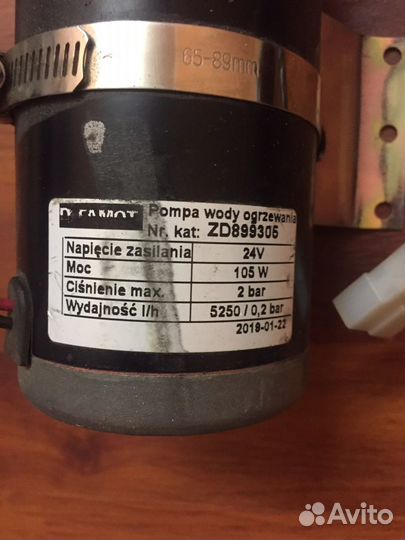 65-89mm
Pompa wody ogrzewania
Nr. kat: ZD899305
Napięcie zasilania 24V
Moc 105 W
Ciśnienie max. 2 bar
Wydajność l/h 5250 / 0,2 bar
2019-01-22
Avito